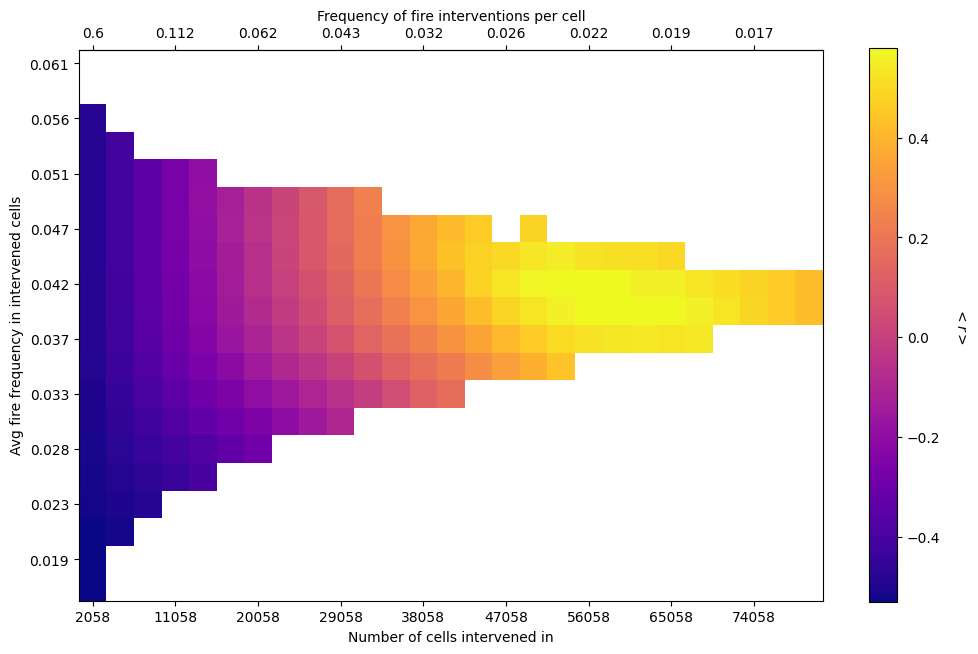 Frequency of fire interventions per cell
0.6 0.112 0.062 0.043 0.032 0.026 0.022 0.019 0.017
Avg fire frequency in intervened cells
0.061
0.056
0.051
0.047
0.042
0.037
0.033
0.028
0.023
0.019
2058 11058 20058 29058 38058 47058 56058 65058 74058
Number of cells intervened in
0.4
0.2
0.0
−0.2
−0.4
< r >